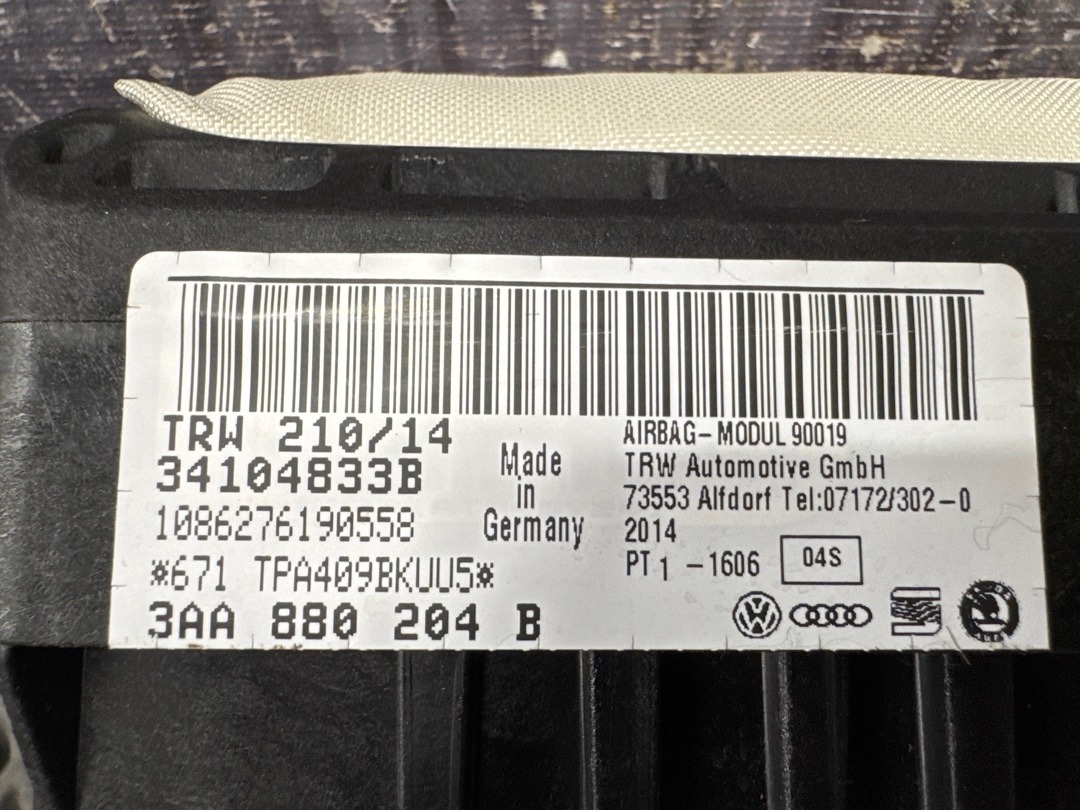 TRW 210/14
34104833B
1086276190558
*671 TPA409BKUU5*
3AA 880 204 B
Made
in
Germany
AIRBAG-MODUL 90019
TRW Automotive GmbH
73553 Alfdorf Tel:07172/302-0
2014
PT 1 -1606 04S